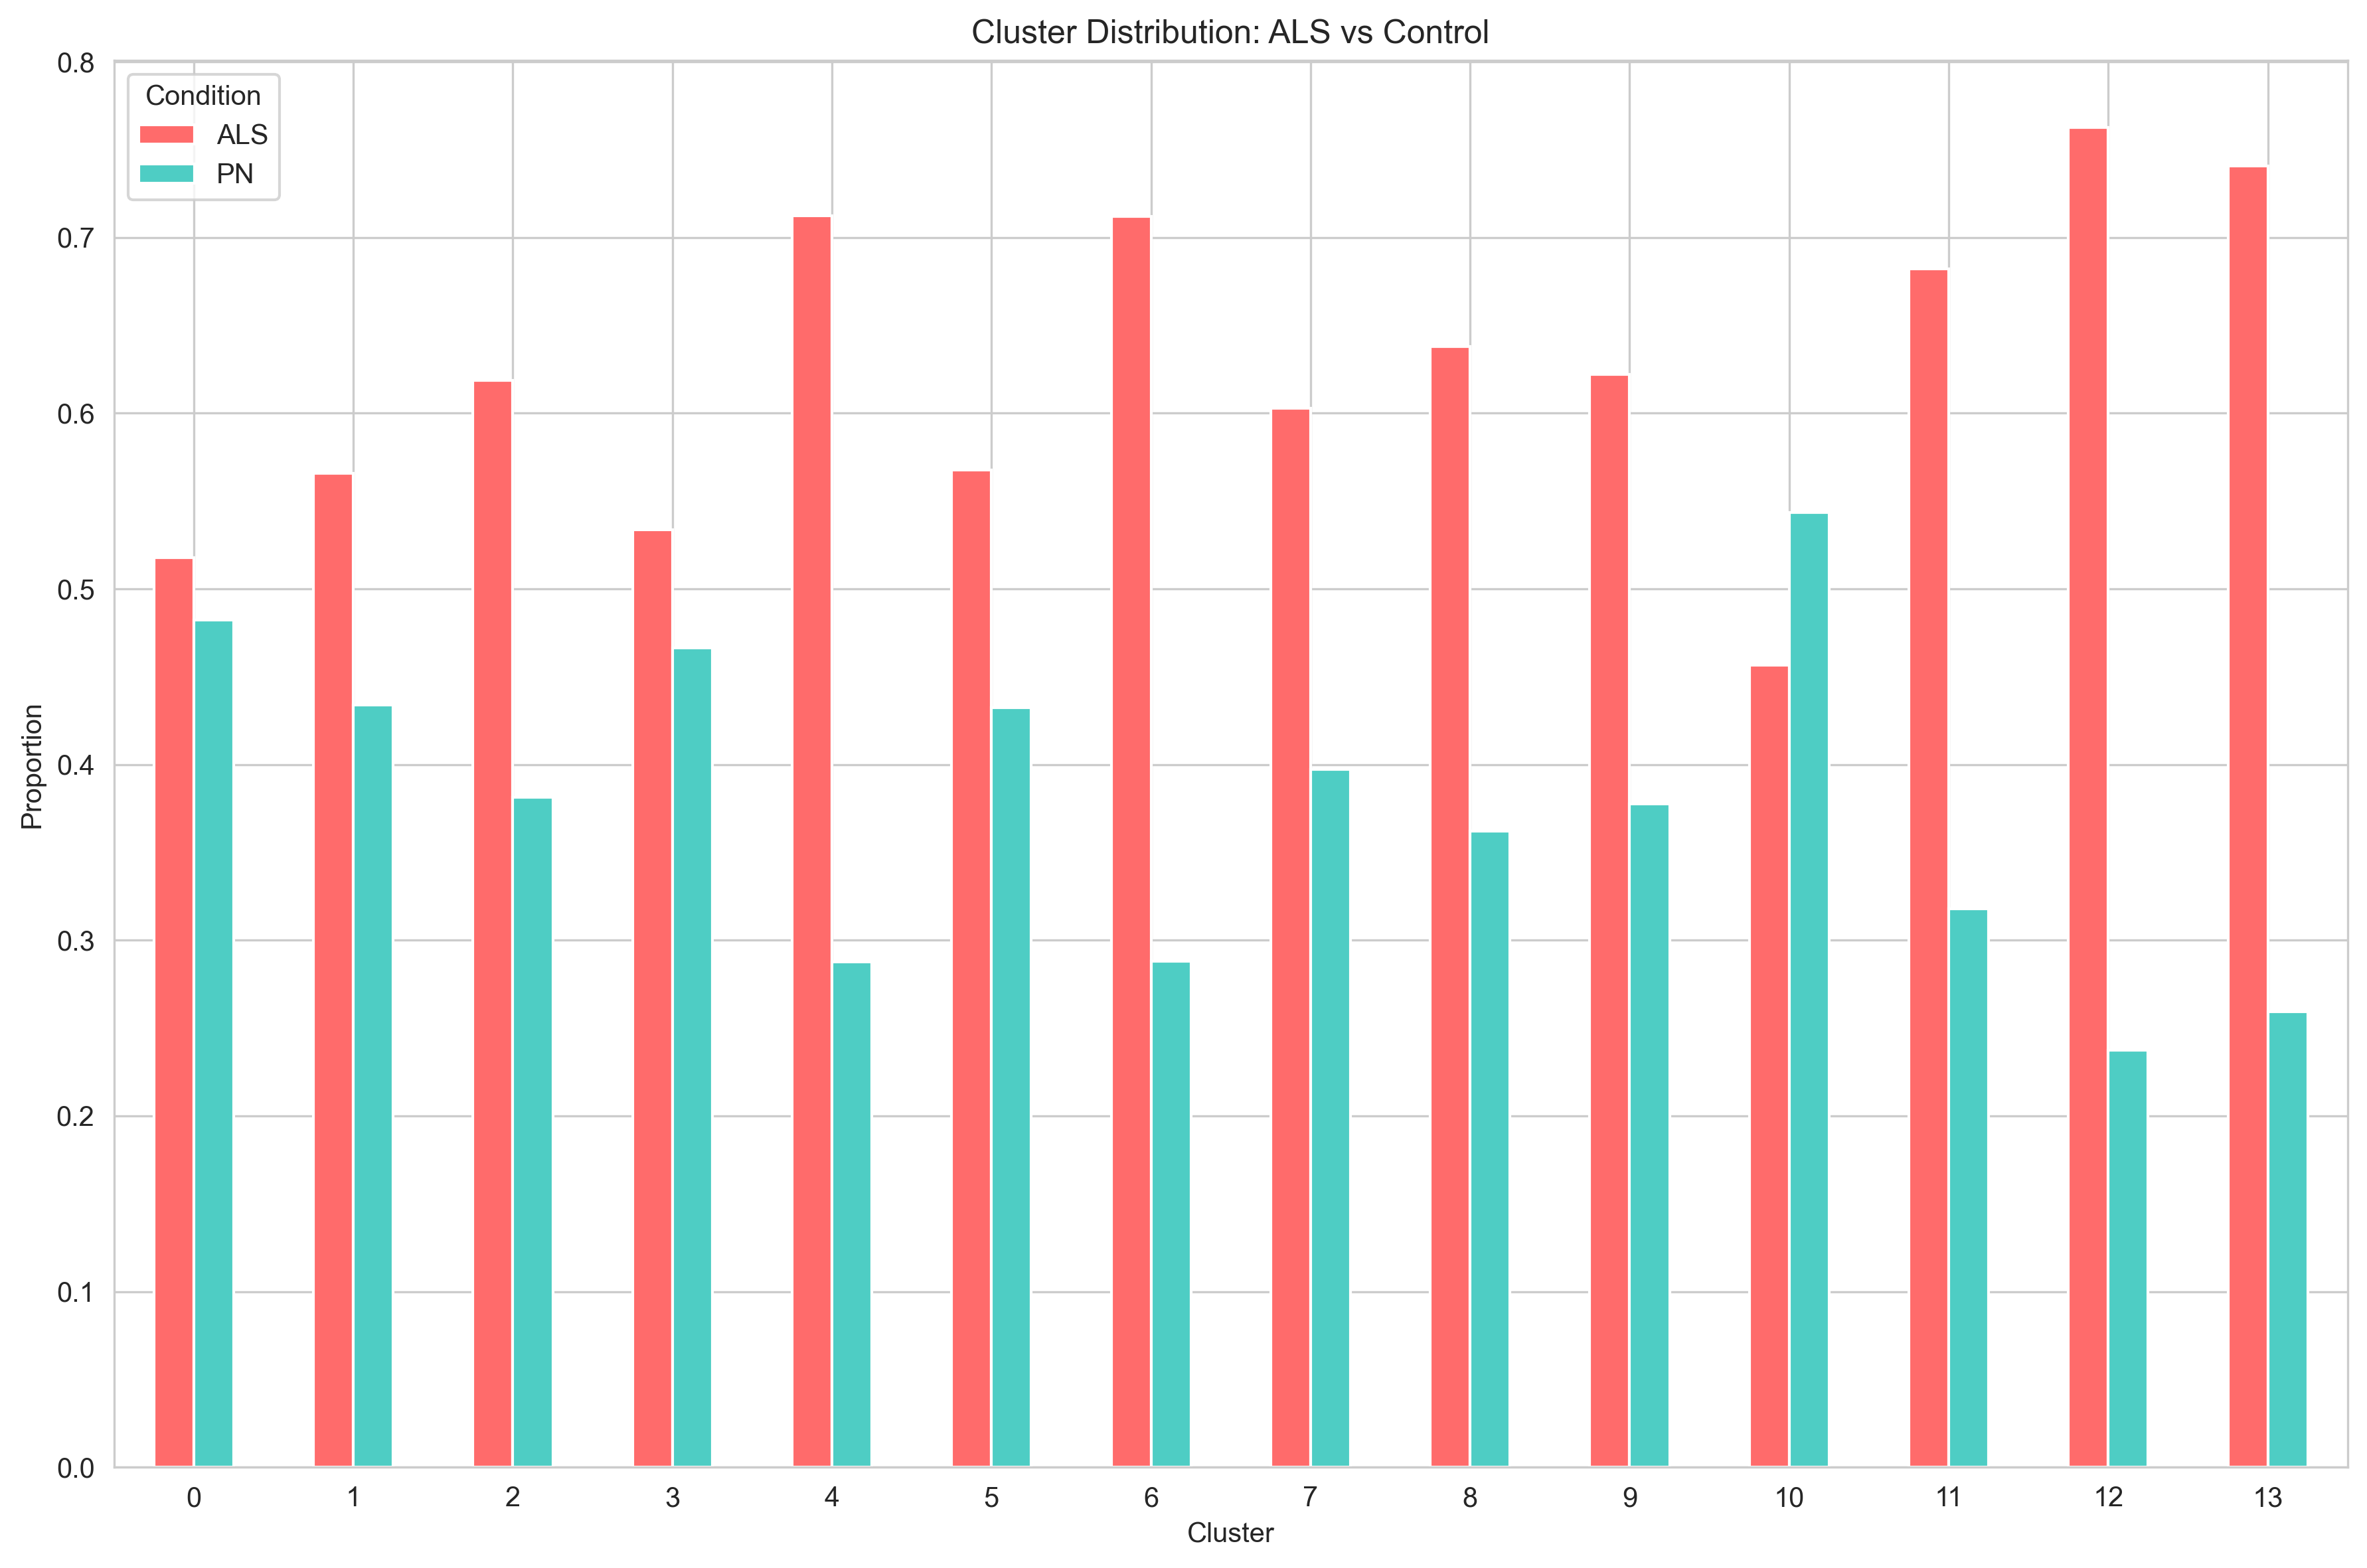 Cluster Distribution: ALS vs Control
Condition
ALS
PN
Proportion
0.8
0.7
0.6
0.5
0.4
0.3
0.2
0.1
0.0
0 1 2 3 4 5 6 7 8 9 10 11 12 13
Cluster